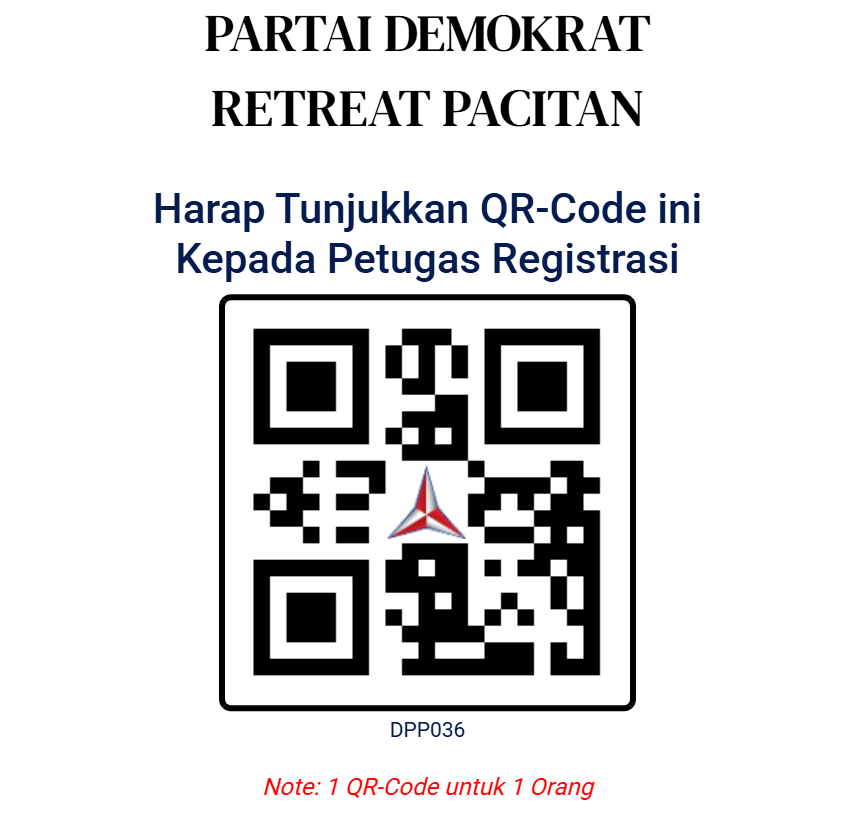 PARTAI DEMOKRAT
RETREAT PACITAN
Harap Tunjukkan QR-Code ini
Kepada Petugas Registrasi
DPP036
Note: 1 QR-Code untuk 1 Orang